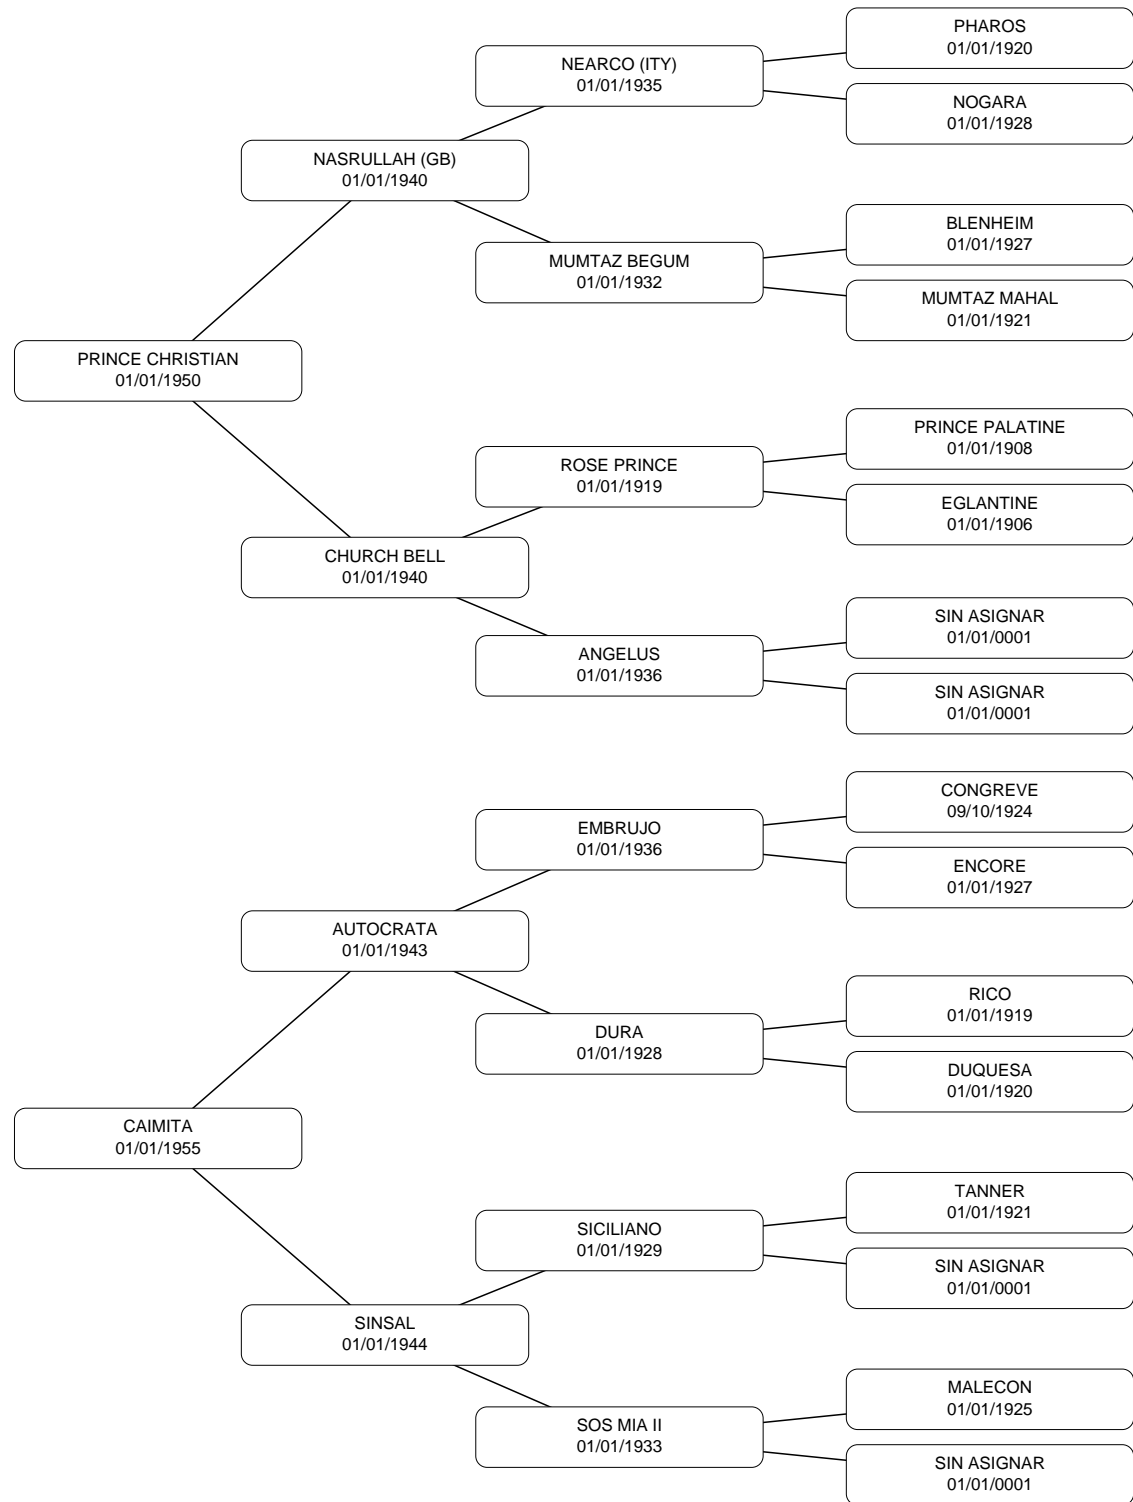 PHAROS
01/01/1920
NEARCO (ITY)
01/01/1935
NOGARA
01/01/1928
NASRULLAH (GB)
01/01/1940
BLENHEIM
01/01/1927
MUMTAZ BEGUM
01/01/1932
MUMTAZ MAHAL
01/01/1921
PRINCE CHRISTIAN
01/01/1950
PRINCE PALATINE
01/01/1908
ROSE PRINCE
01/01/1919
EGLANTINE
01/01/1906
CHURCH BELL
01/01/1940
SIN ASIGNAR
01/01/0001
ANGELUS
01/01/1936
SIN ASIGNAR
01/01/0001
CONGREVE
09/10/1924
EMBRUJO
01/01/1936
ENCORE
01/01/1927
AUTOCRATA
01/01/1943
RICO
01/01/1919
DURA
01/01/1928
DUQUESA
01/01/1920
CAIMITA
01/01/1955
TANNER
01/01/1921
SICILIANO
01/01/1929
SIN ASIGNAR
01/01/0001
SINSAL
01/01/1944
MALECON
01/01/1925
SOS MIA II
01/01/1933
SIN ASIGNAR
01/01/0001